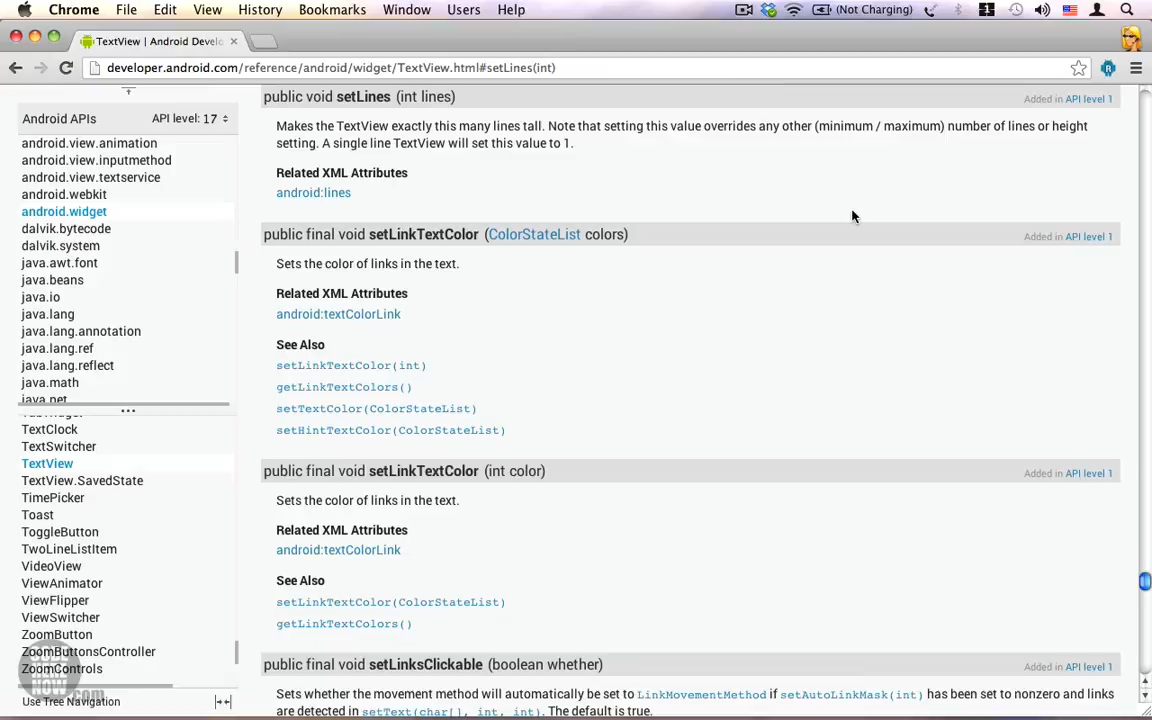 Chrome File Edit View History Bookmarks Window Users Help (Not Charging) 1
TextView | Android Devel
developer.android.com/reference/android/widget/TextView.html#setLines(int)
Android APIs API level: 17
android.view.animation
android.view.inputmethod
android.view.textservice
android.webkit
android.widget
dalvik.bytecode
dalvik.system
java.awt.font
java.beans
java.io
java.lang
java.lang.annotation
java.lang.ref
java.lang.reflect
java.math
java.net
TextClock
TextSwitcher
TextView
TextView.SavedState
TimePicker
Toast
ToggleButton
TwoLineListItem
VideoView
ViewAnimator
ViewFlipper
ViewSwitcher
ZoomButton
ZoomButtonsController
ZoomControls
Use Tree Navigation
NOW.com
public void setLines (int lines) Added in API level 1
Makes the TextView exactly this many lines tall. Note that setting this value overrides any other (minimum / maximum) number of lines or height
setting. A single line TextView will set this value to 1.
Related XML Attributes
android:lines
public final void setLinkTextColor (ColorStateList colors) Added in API level 1
Sets the color of links in the text.
Related XML Attributes
android:textColorLink
See Also
setLinkTextColor(int)
getLinkTextColors()
setTextColor(ColorStateList)
setHintTextColor(ColorStateList)
public final void setLinkTextColor (int color) Added in API level 1
Sets the color of links in the text.
Related XML Attributes
android:textColorLink
See Also
setLinkTextColor(ColorStateList)
getLinkTextColors()
public final void setLinksClickable (boolean whether) Added in API level 1
Sets whether the movement method will automatically be set to LinkMovementMethod if setAutoLinkMask(int) has been set to nonzero and links
are detected in setText(char[], int, int). The default is true.